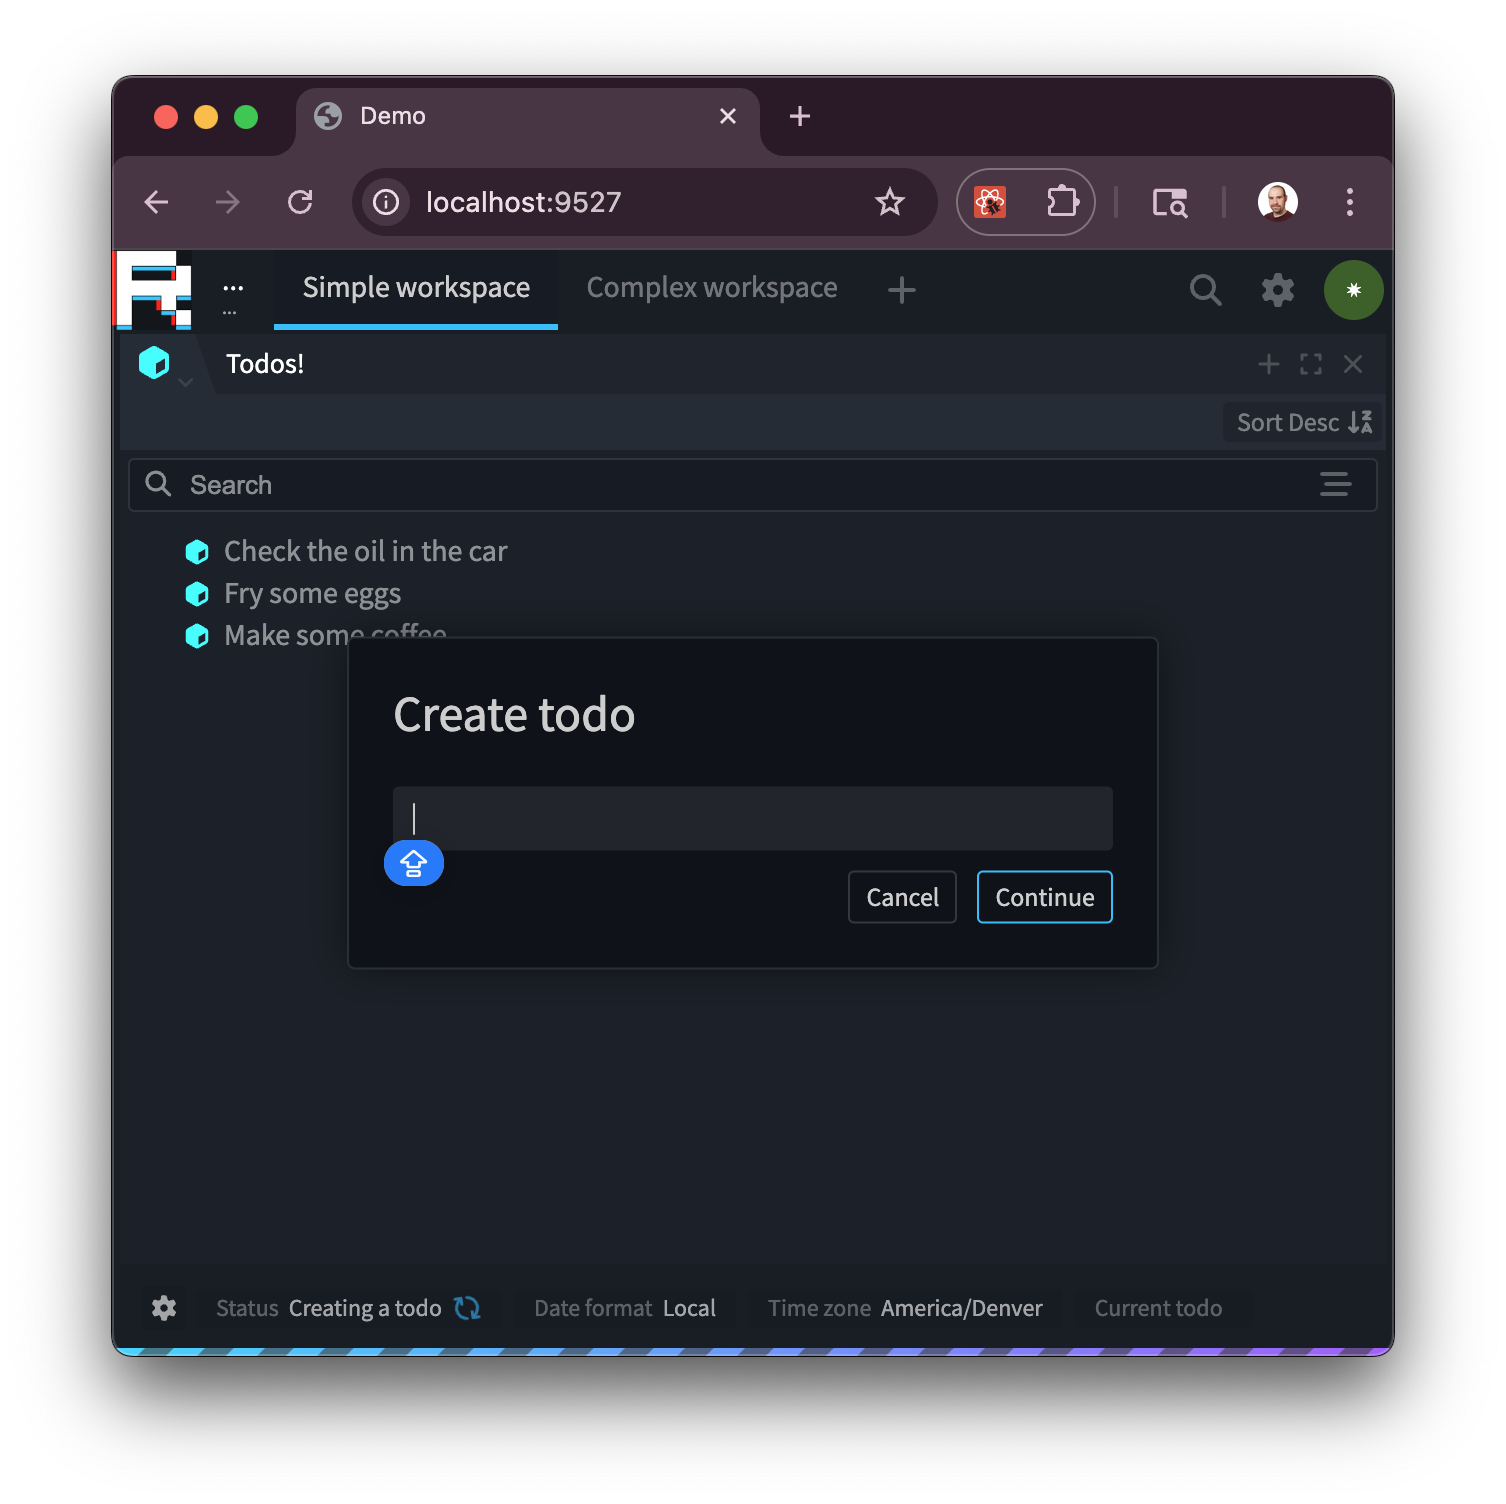 Demo
localhost:9527
...
...
Simple workspace
Complex workspace
Todos!
Sort Desc
Search
Check the oil in the car
Fry some eggs
Make some coffee
Create todo
Cancel
Continue
Status Creating a todo
Date format Local
Time zone America/Denver
Current todo